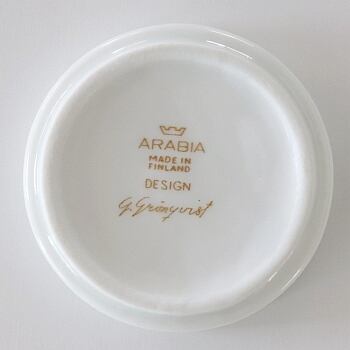 ARABIA
MADE IN
FINLAND
DESIGN
G. Grönqvist